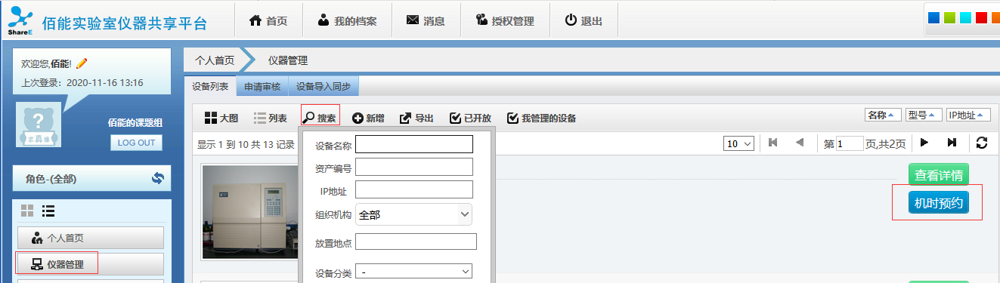 ShareE 佰能实验室仪器共享平台 首页 我的档案 消息 授权管理 退出
欢迎您,佰能!
上次登录：2020-11-16 13:16
?
佰能的课题组
LOG OUT
角色-(全部)
个人首页
仪器管理
个人首页 仪器管理
设备列表 申请审核 设备导入同步
大图 列表 搜索 新增 导出 已开放 我管理的设备 名称 型号 IP地址
显示 1 到 10 共 13 记录 10 第 1 页,共2页
设备名称
资产编号
IP地址
组织机构 全部
放置地点
设备分类 -
查看详情
机时预约